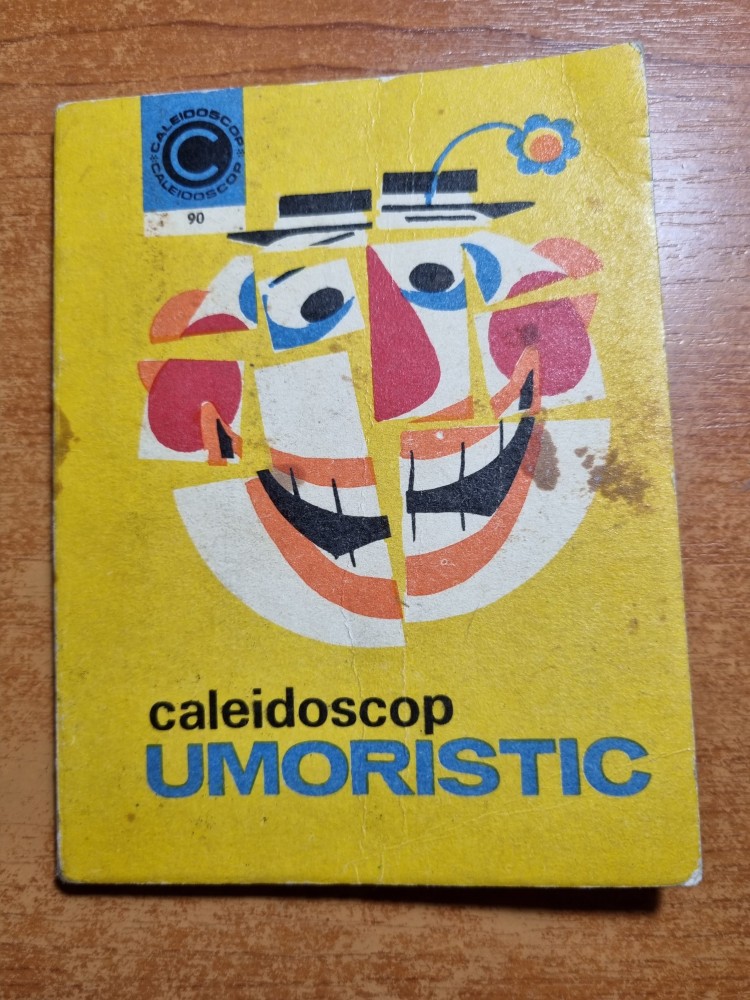 *CALEIDOSCOP*
CALEIDOSCOP
C
90
caleidoscop
UMORISTIC